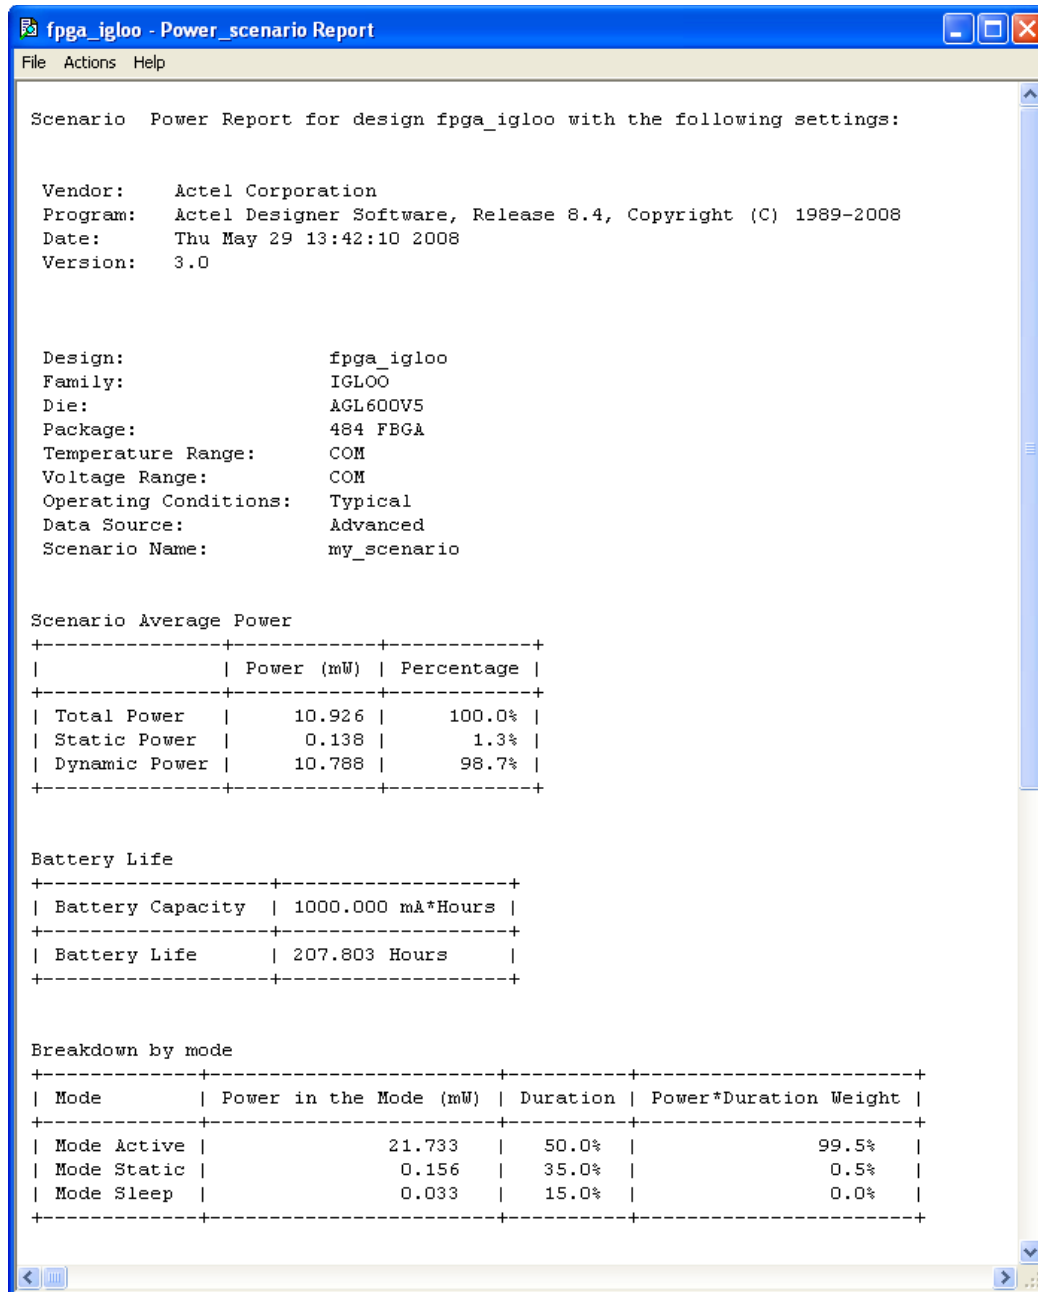 fpga_igloo - Power_scenario Report
File Actions Help
Scenario  Power Report for design fpga_igloo with the following settings:
Vendor:    Actel Corporation
Program:   Actel Designer Software, Release 8.4, Copyright (C) 1989-2008
Date:      Thu May 29 13:42:10 2008
Version:   3.0
Design:                 fpga_igloo
Family:                 IGLOO
Die:                    AGL600V5
Package:                484 FBGA
Temperature Range:      COM
Voltage Range:          COM
Operating Conditions:   Typical
Data Source:            Advanced
Scenario Name:          my_scenario
Scenario Average Power
+---------------+------------+------------+
|               | Power (mW) | Percentage |
+---------------+------------+------------+
| Total Power   |     10.926 |     100.0% |
| Static Power  |      0.138 |       1.3% |
| Dynamic Power |     10.788 |      98.7% |
+---------------+------------+------------+
Battery Life
+-------------------+-------------------+
| Battery Capacity  | 1000.000 mA*Hours |
+-------------------+-------------------+
| Battery Life      | 207.803 Hours     |
+-------------------+-------------------+
Breakdown by mode
+-------------+------------------------+----------+-----------------------+
| Mode        | Power in the Mode (mW) | Duration | Power*Duration Weight |
+-------------+------------------------+----------+-----------------------+
| Mode Active |               21.733   |   50.0%  |               99.5%   |
| Mode Static |                0.156   |   35.0%  |                0.5%   |
| Mode Sleep  |                0.033   |   15.0%  |                0.0%   |
+-------------+------------------------+----------+-----------------------+